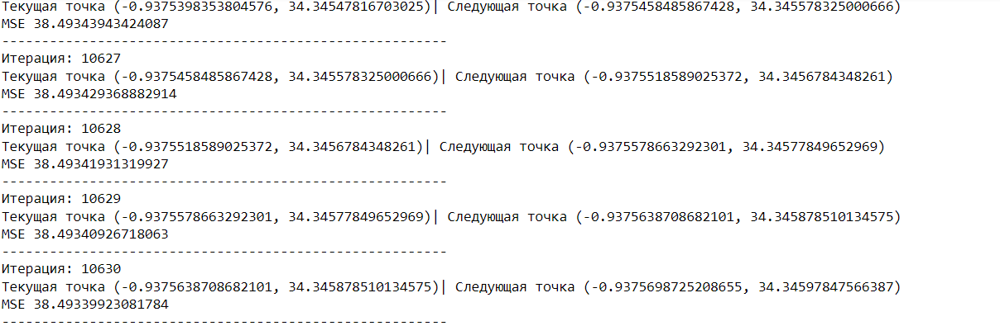 Текущая точка (-0.9375398353804576, 34.34547816703025)| Следующая точка (-0.9375458485867428, 34.345578325000666)
MSE 38.49343943424087
--------------------------------------------------------
Итерация: 10627
Текущая точка (-0.9375458485867428, 34.345578325000666)| Следующая точка (-0.9375518589025372, 34.3456784348261)
MSE 38.493429368882914
--------------------------------------------------------
Итерация: 10628
Текущая точка (-0.9375518589025372, 34.3456784348261)| Следующая точка (-0.9375578663292301, 34.34577849652969)
MSE 38.49341931319927
--------------------------------------------------------
Итерация: 10629
Текущая точка (-0.9375578663292301, 34.34577849652969)| Следующая точка (-0.9375638708682101, 34.345878510134575)
MSE 38.49340926718063
--------------------------------------------------------
Итерация: 10630
Текущая точка (-0.9375638708682101, 34.345878510134575)| Следующая точка (-0.9375698725208655, 34.34597847566387)
MSE 38.49339923081784
--------------------------------------------------------